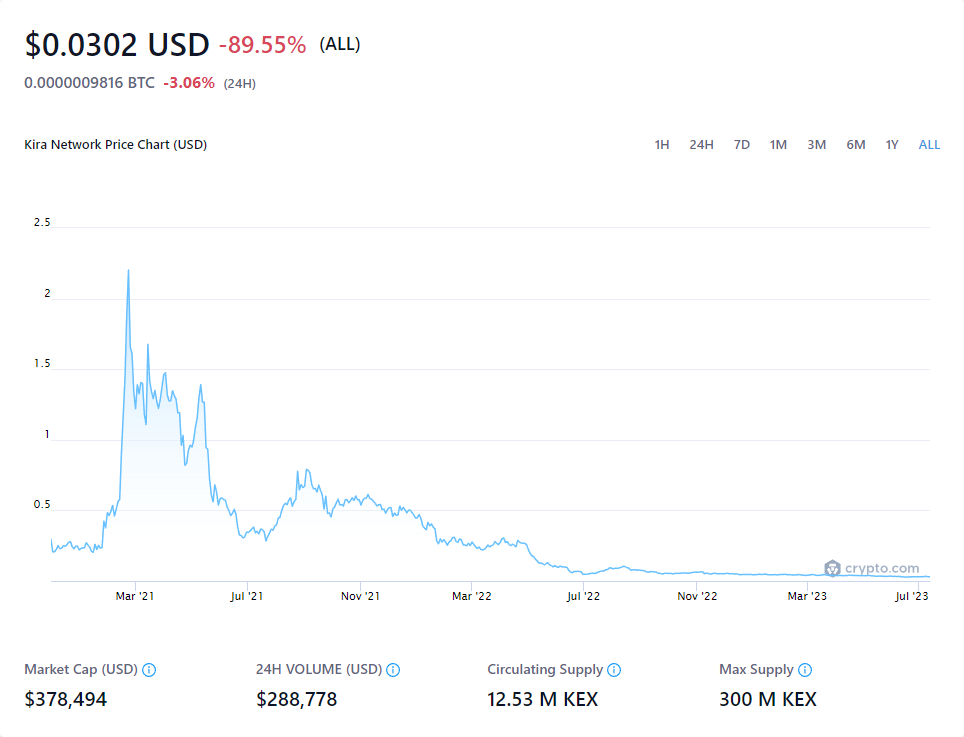 $0.0302 USD -89.55% (ALL)
0.0000009816 BTC -3.06% (24H)
Kira Network Price Chart (USD) 1H 24H 7D 1M 3M 6M 1Y ALL
2.5
2
1.5
1
0.5
crypto.com
Mar '21 Jul '21 Nov '21 Mar '22 Jul '22 Nov '22 Mar '23 Jul '23
Market Cap (USD) 24H VOLUME (USD) Circulating Supply Max Supply
$378,494 $288,778 12.53 M KEX 300 M KEX